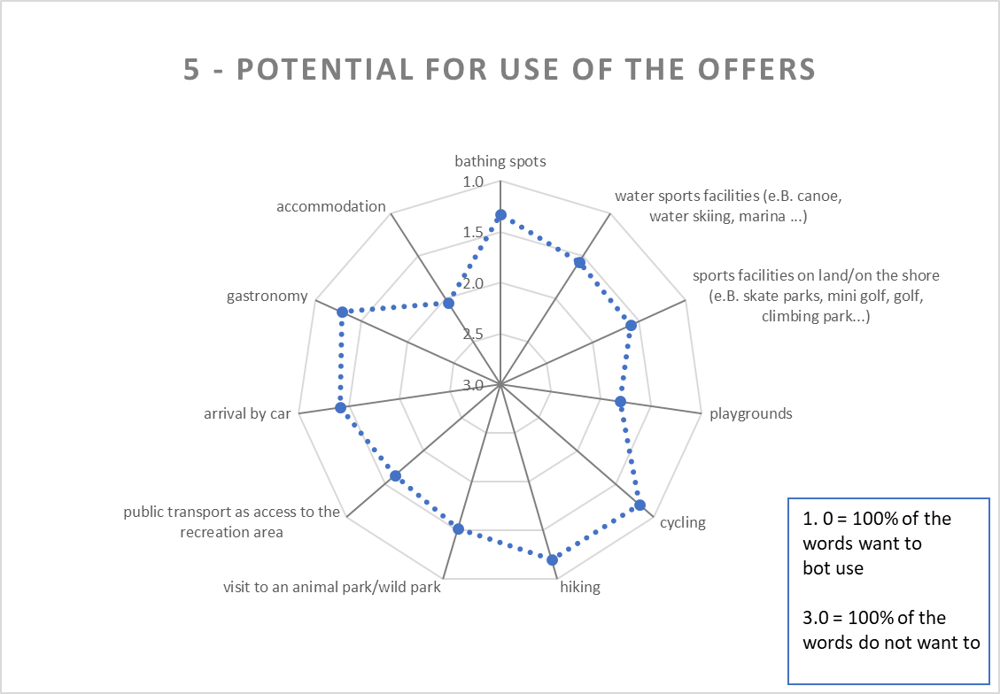 5 - POTENTIAL FOR USE OF THE OFFERS
bathing spots
1.0
1.5
2.0
2.5
3.0
water sports facilities (e.B. canoe,
water skiing, marina ...)
sports facilities on land/on the shore
(e.B. skate parks, mini golf, golf,
climbing park...)
playgrounds
cycling
hiking
visit to an animal park/wild park
public transport as access to the
recreation area
arrival by car
gastronomy
accommodation
1. 0 = 100% of the
words want to
bot use
3.0 = 100% of the
words do not want to